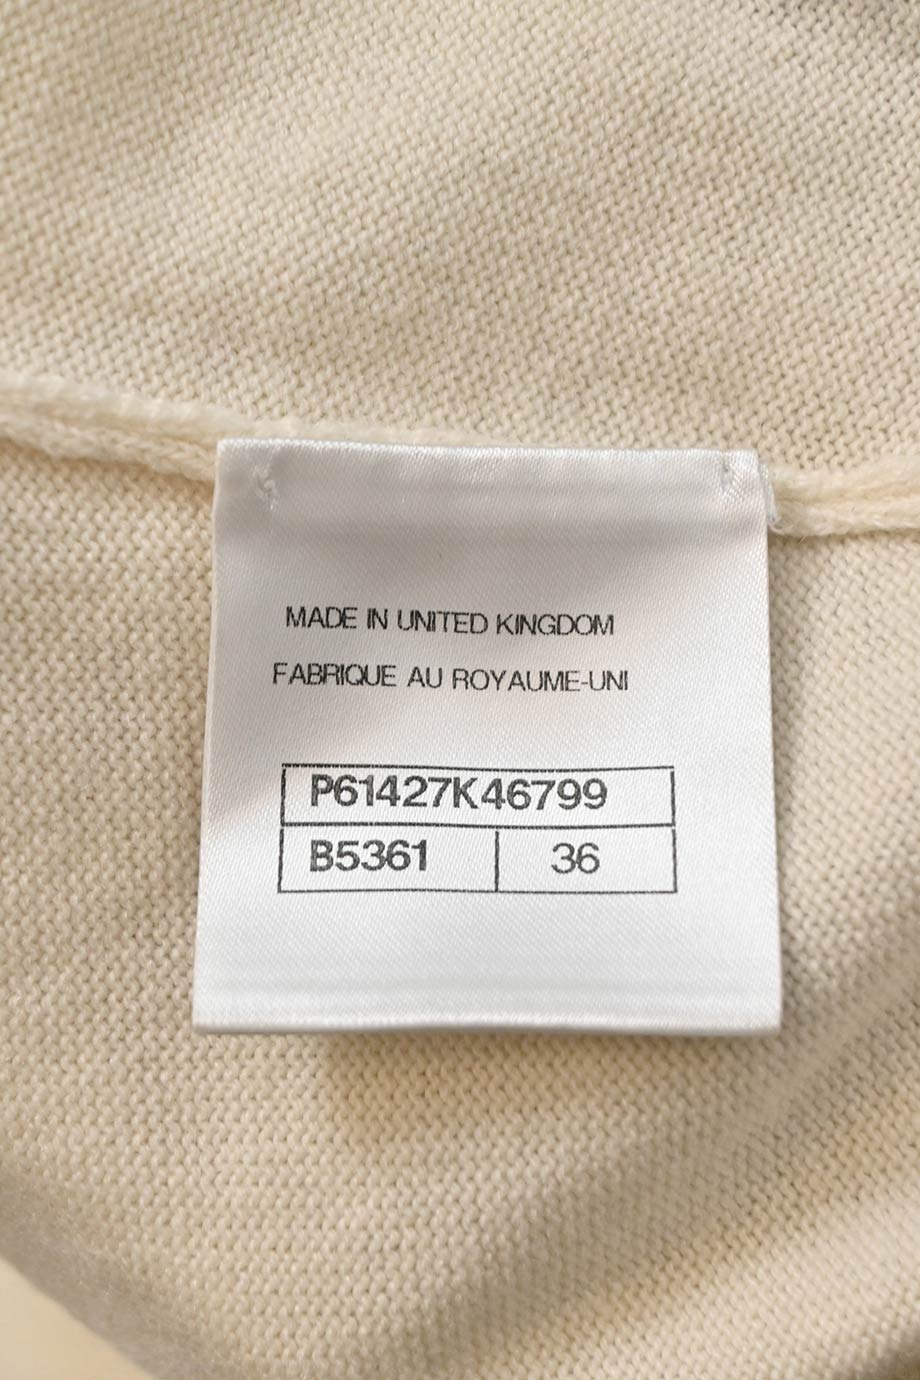 MADE IN UNITED KINGDOM
FABRIQUE AU ROYAUME-UNI
P61427K46799
B5361 36